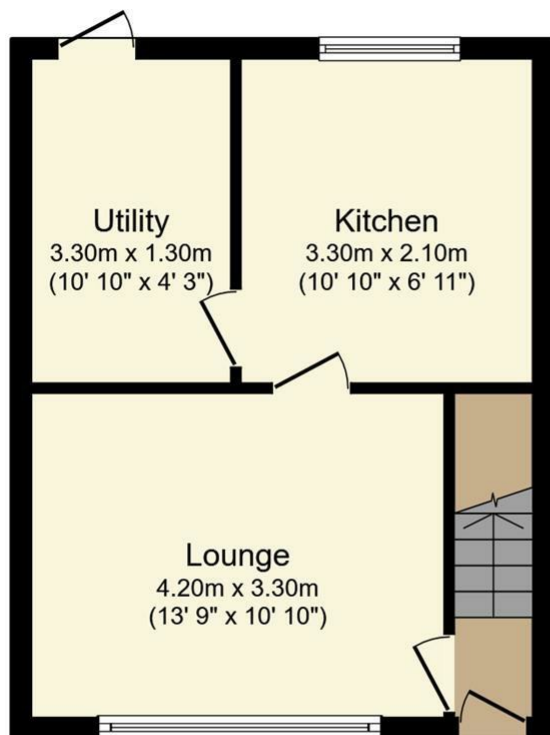 Utility
3.30m x 1.30m
(10' 10" x 4' 3")
Kitchen
3.30m x 2.10m
(10' 10" x 6' 11")
Lounge
4.20m x 3.30m
(13' 9" x 10' 10")